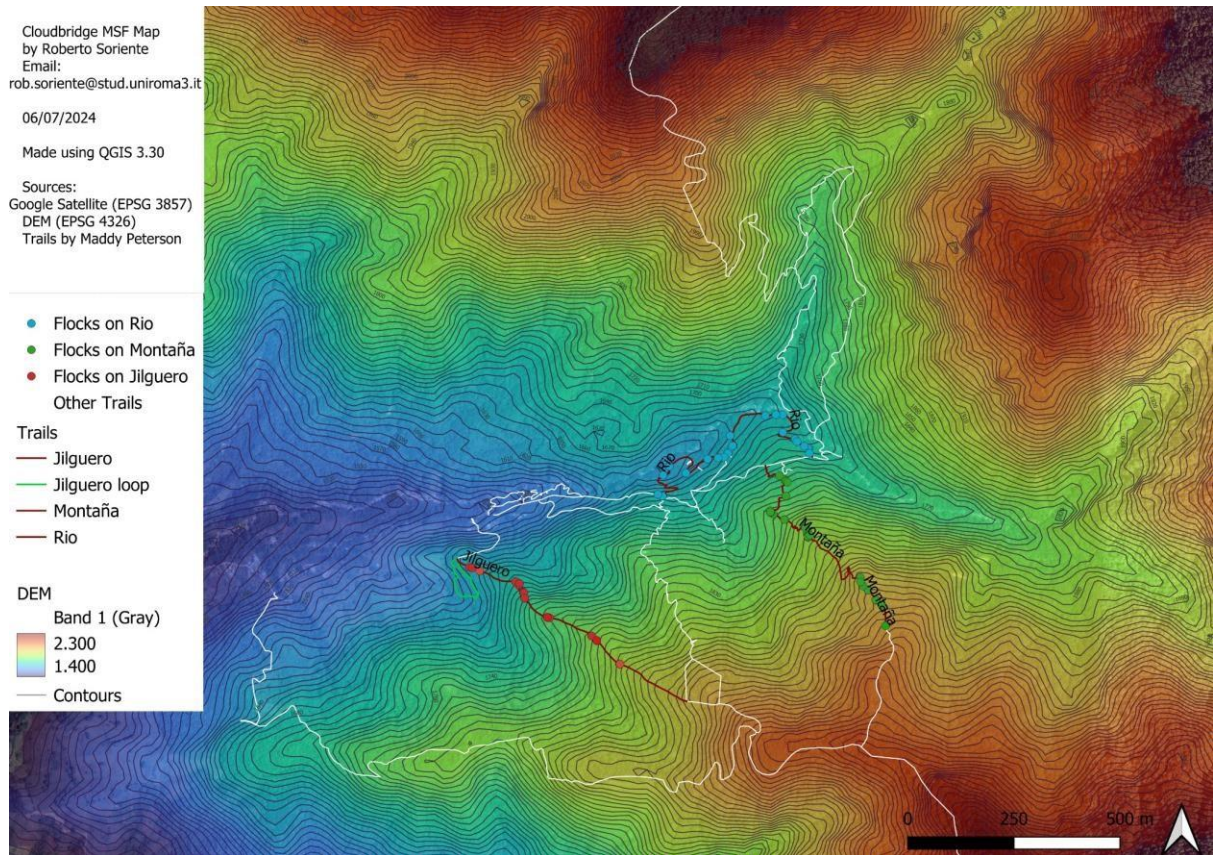 Cloudbridge MSF Map
by Roberto Soriente
Email:
rob.soriente@stud.uniroma3.it
06/07/2024
Made using QGIS 3.30
Sources:
Google Satellite (EPSG 3857)
DEM (EPSG 4326)
Trails by Maddy Peterson
Flocks on Rio
Flocks on Montaña
Flocks on Jilguero
Other Trails
Trails
Jilguero
Jilguero loop
Montaña
Rio
DEM
Band 1 (Gray)
2.300
1.400
Contours
Rio
Rio
Montaña
Montaña
Jilguero
0 250 500 m